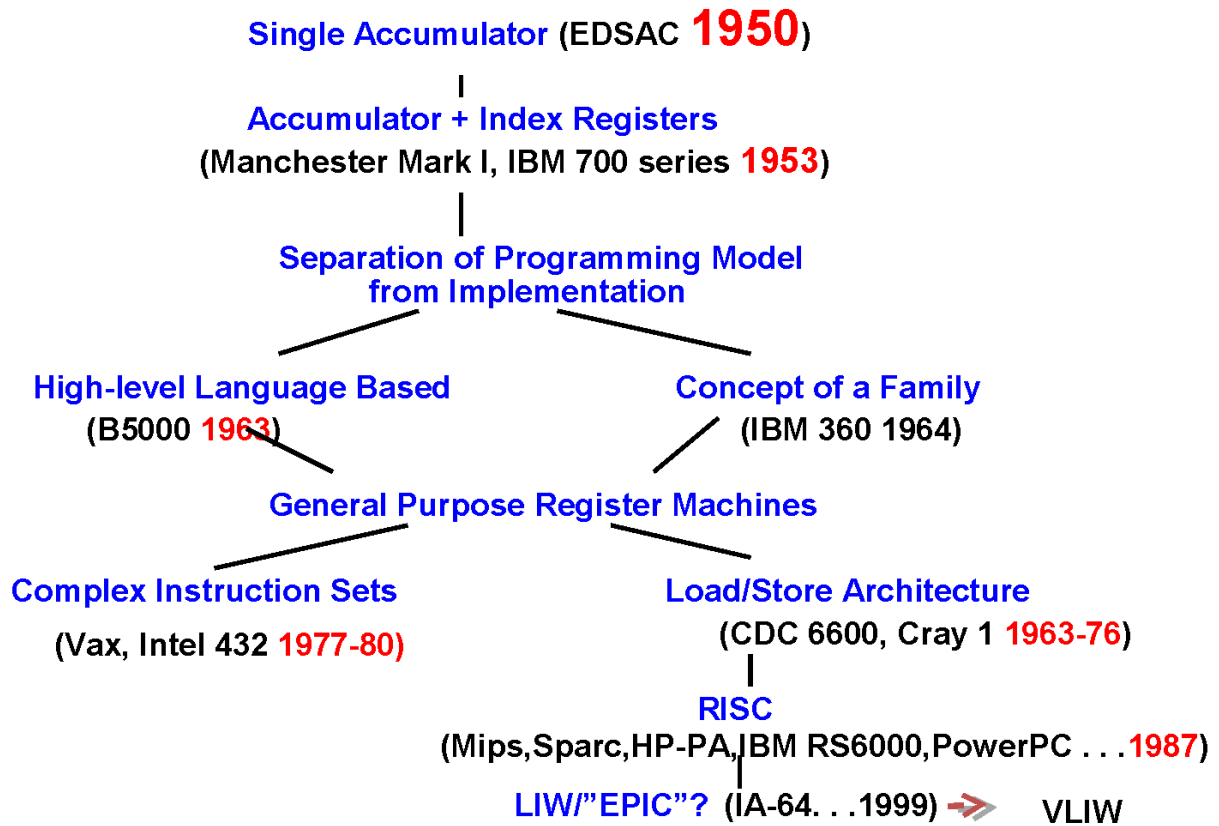 Single Accumulator (EDSAC 1950)
Accumulator + Index Registers
(Manchester Mark I, IBM 700 series 1953)
Separation of Programming Model
from Implementation
High-level Language Based
Concept of a Family
(B5000 1963)
(IBM 360 1964)
General Purpose Register Machines
Complex Instruction Sets
Load/Store Architecture
(Vax, Intel 432 1977-80)
(CDC 6600, Cray 1 1963-76)
RISC
(Mips,Sparc,HP-PA,IBM RS6000,PowerPC . . .1987)
LIW/”EPIC”? (IA-64. . .1999)
VLIW